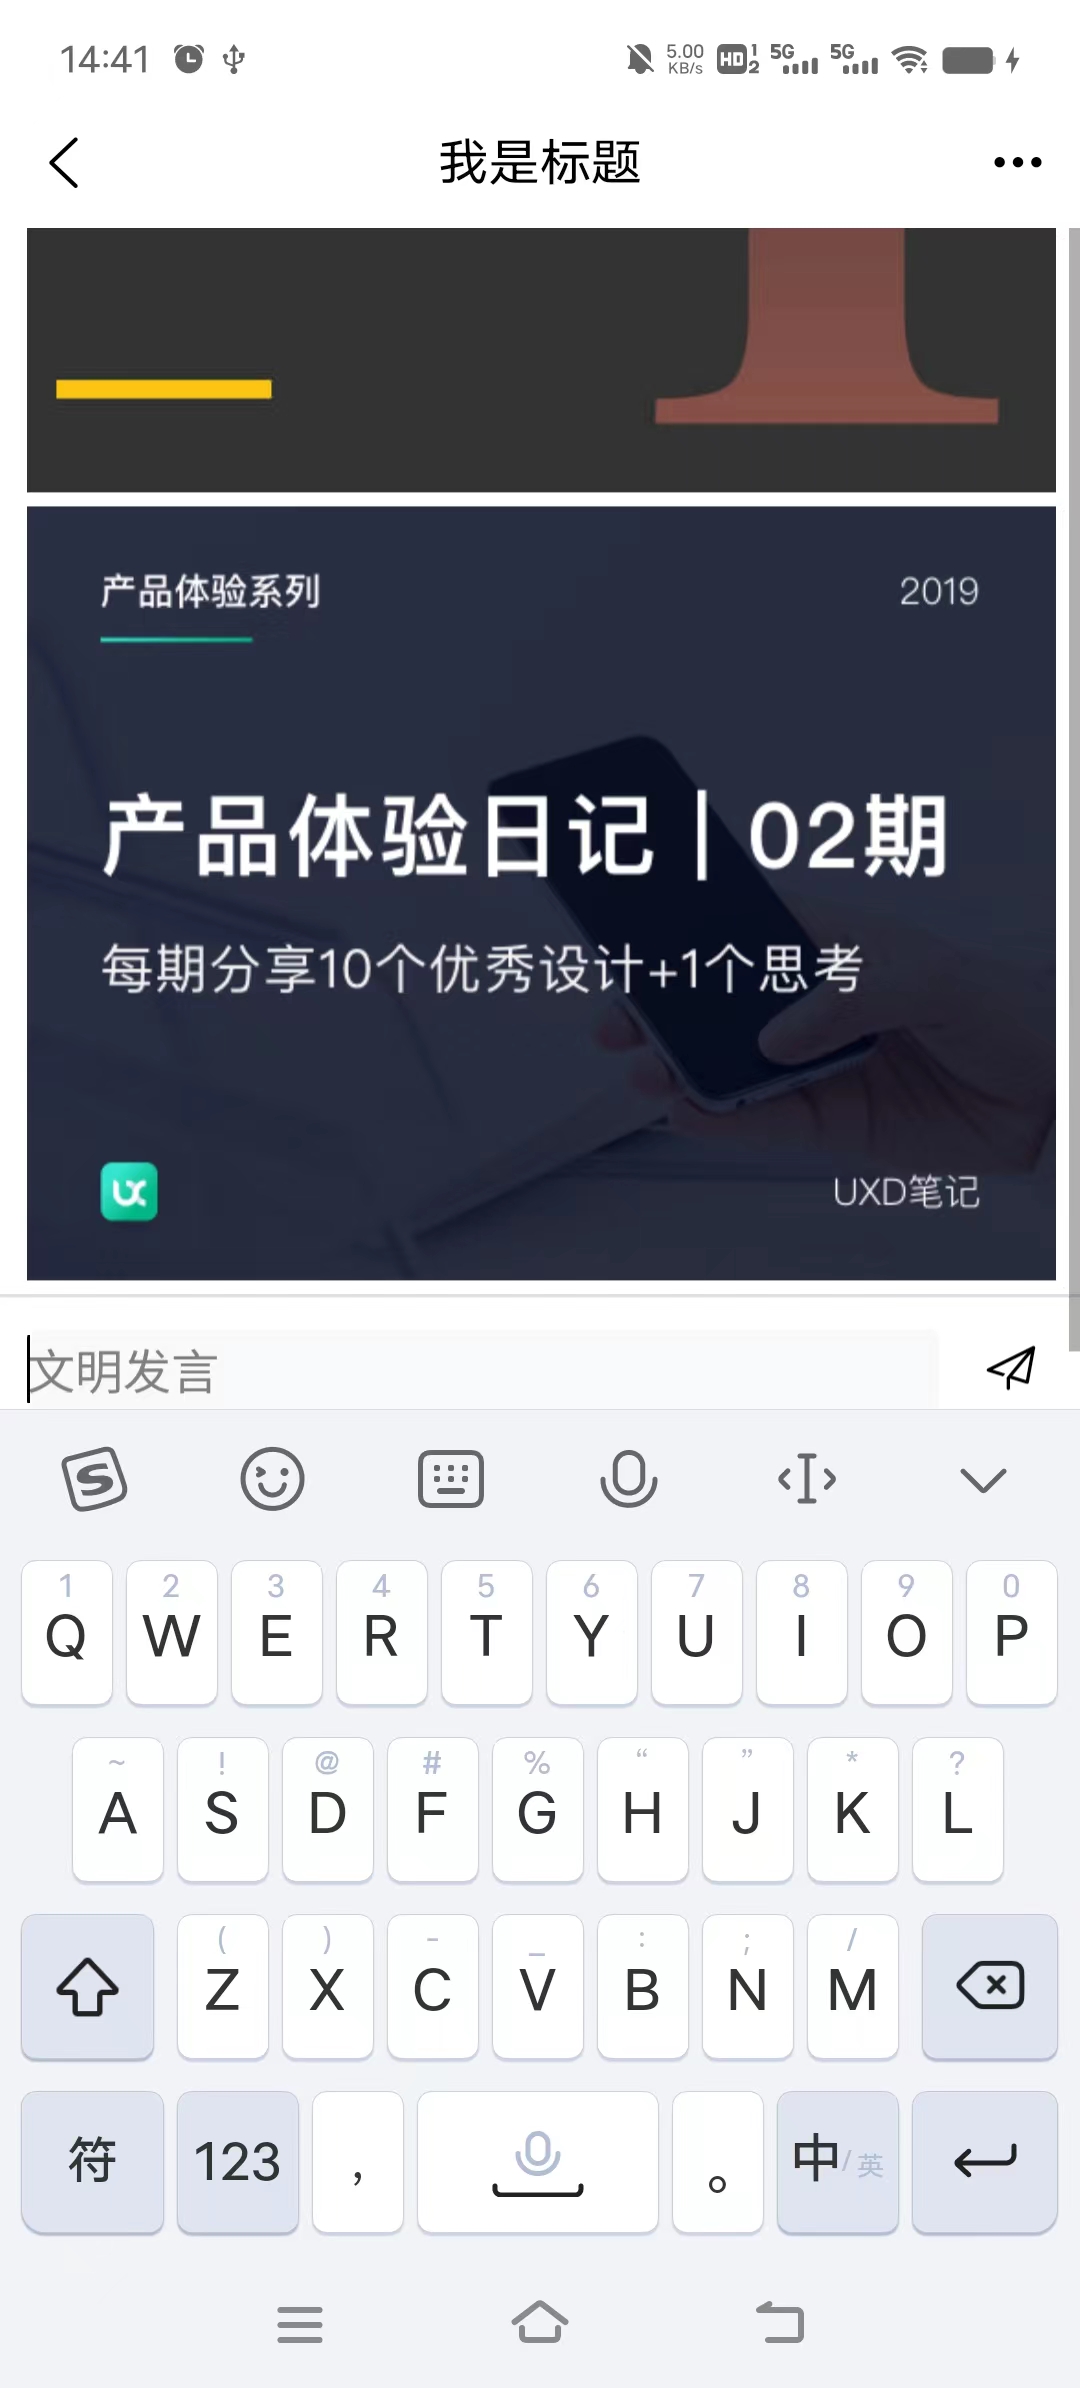 14:41
5.00 KB/s HD 1 2 5G 5G
我是标题
产品体验系列
2019
产品体验日记 | 02期
每期分享10个优秀设计+1个思考
UX
UXD笔记
文明发言
S
1 2 3 4 5 6 7 8 9 0
Q W E R T Y U I O P
~ ! @ # % “ ” * ?
A S D F G H J K L
( ) - _ : ; /
Z X C V B N M
符 123 , 。 中/英